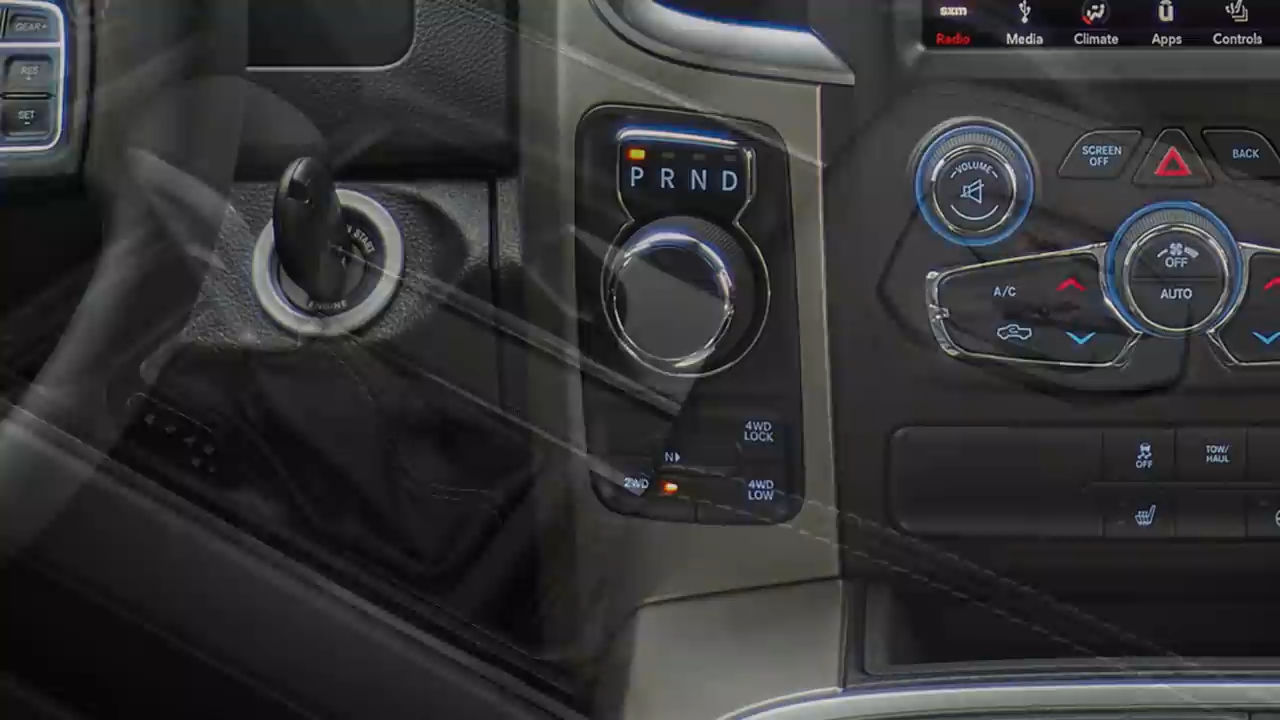 GEAR+
RES
+
SET
-
START
ENGINE
P R N D
N
4WD
LOCK
2WD
4WD
LOW
sxm
Radio
Media
Climate
Apps
Controls
VOLUME
SCREEN
OFF
BACK
OFF
AUTO
A/C
OFF
TOW/
HAUL